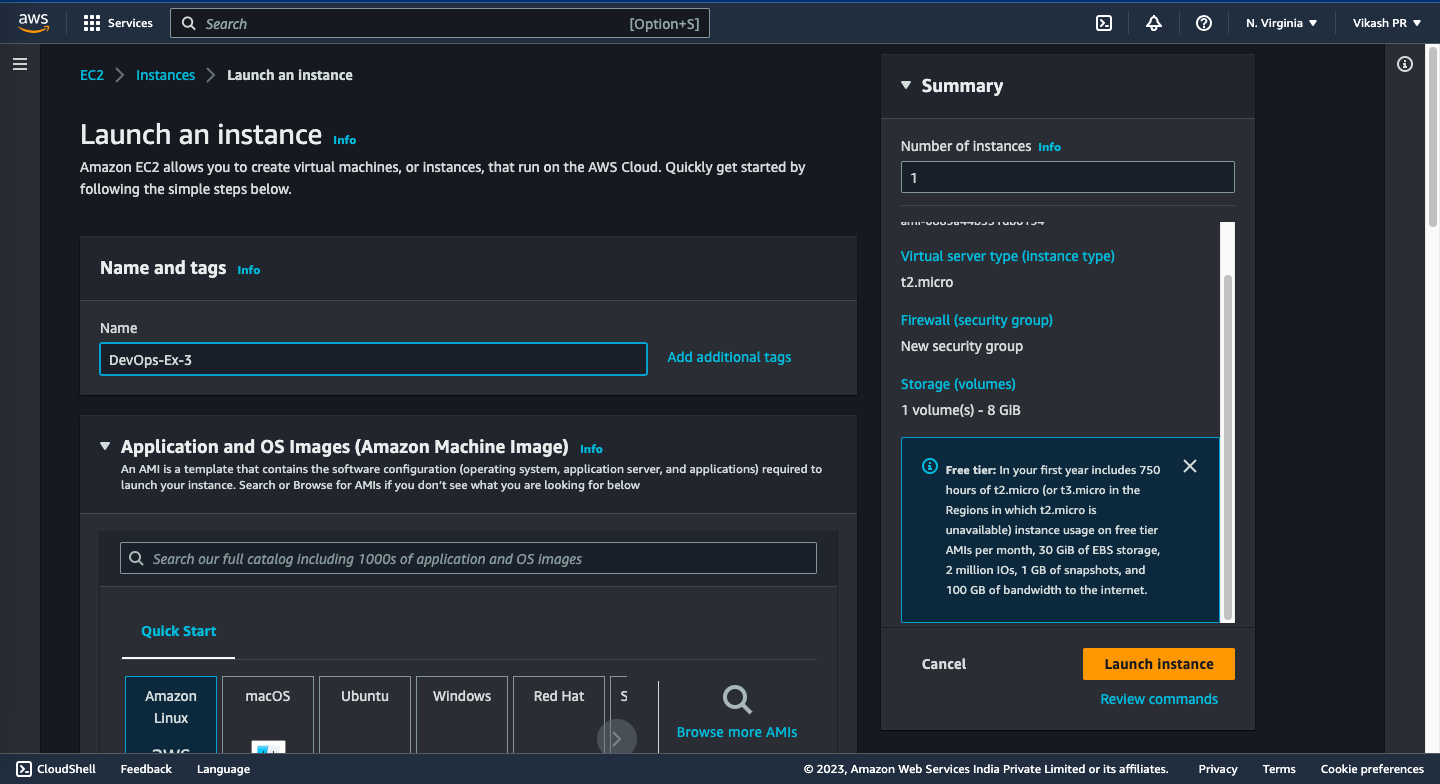 aws
Services
Search
[Option+S]
N. Virginia
Vikash PR
EC2
Instances
Launch an instance
Launch an instance Info
Amazon EC2 allows you to create virtual machines, or instances, that run on the AWS Cloud. Quickly get started by
following the simple steps below.
Name and tags Info
Name
DevOps-Ex-3
Add additional tags
Application and OS Images (Amazon Machine Image) Info
An AMI is a template that contains the software configuration (operating system, application server, and applications) required to
launch your instance. Search or Browse for AMIs if you don’t see what you are looking for below
Search our full catalog including 1000s of application and OS images
Quick Start
Amazon
Linux
aws
macOS
Ubuntu
Windows
Red Hat
S
Browse more AMIs
Summary
Number of instances Info
1
Virtual server type (instance type)
t2.micro
Firewall (security group)
New security group
Storage (volumes)
1 volume(s) - 8 GiB
Free tier: In your first year includes 750
hours of t2.micro (or t3.micro in the
Regions in which t2.micro is
unavailable) instance usage on free tier
AMIs per month, 30 GiB of EBS storage,
2 million IOs, 1 GB of snapshots, and
100 GB of bandwidth to the internet.
Cancel
Launch instance
Review commands
CloudShell
Feedback
Language
© 2023, Amazon Web Services India Private Limited or its affiliates.
Privacy
Terms
Cookie preferences